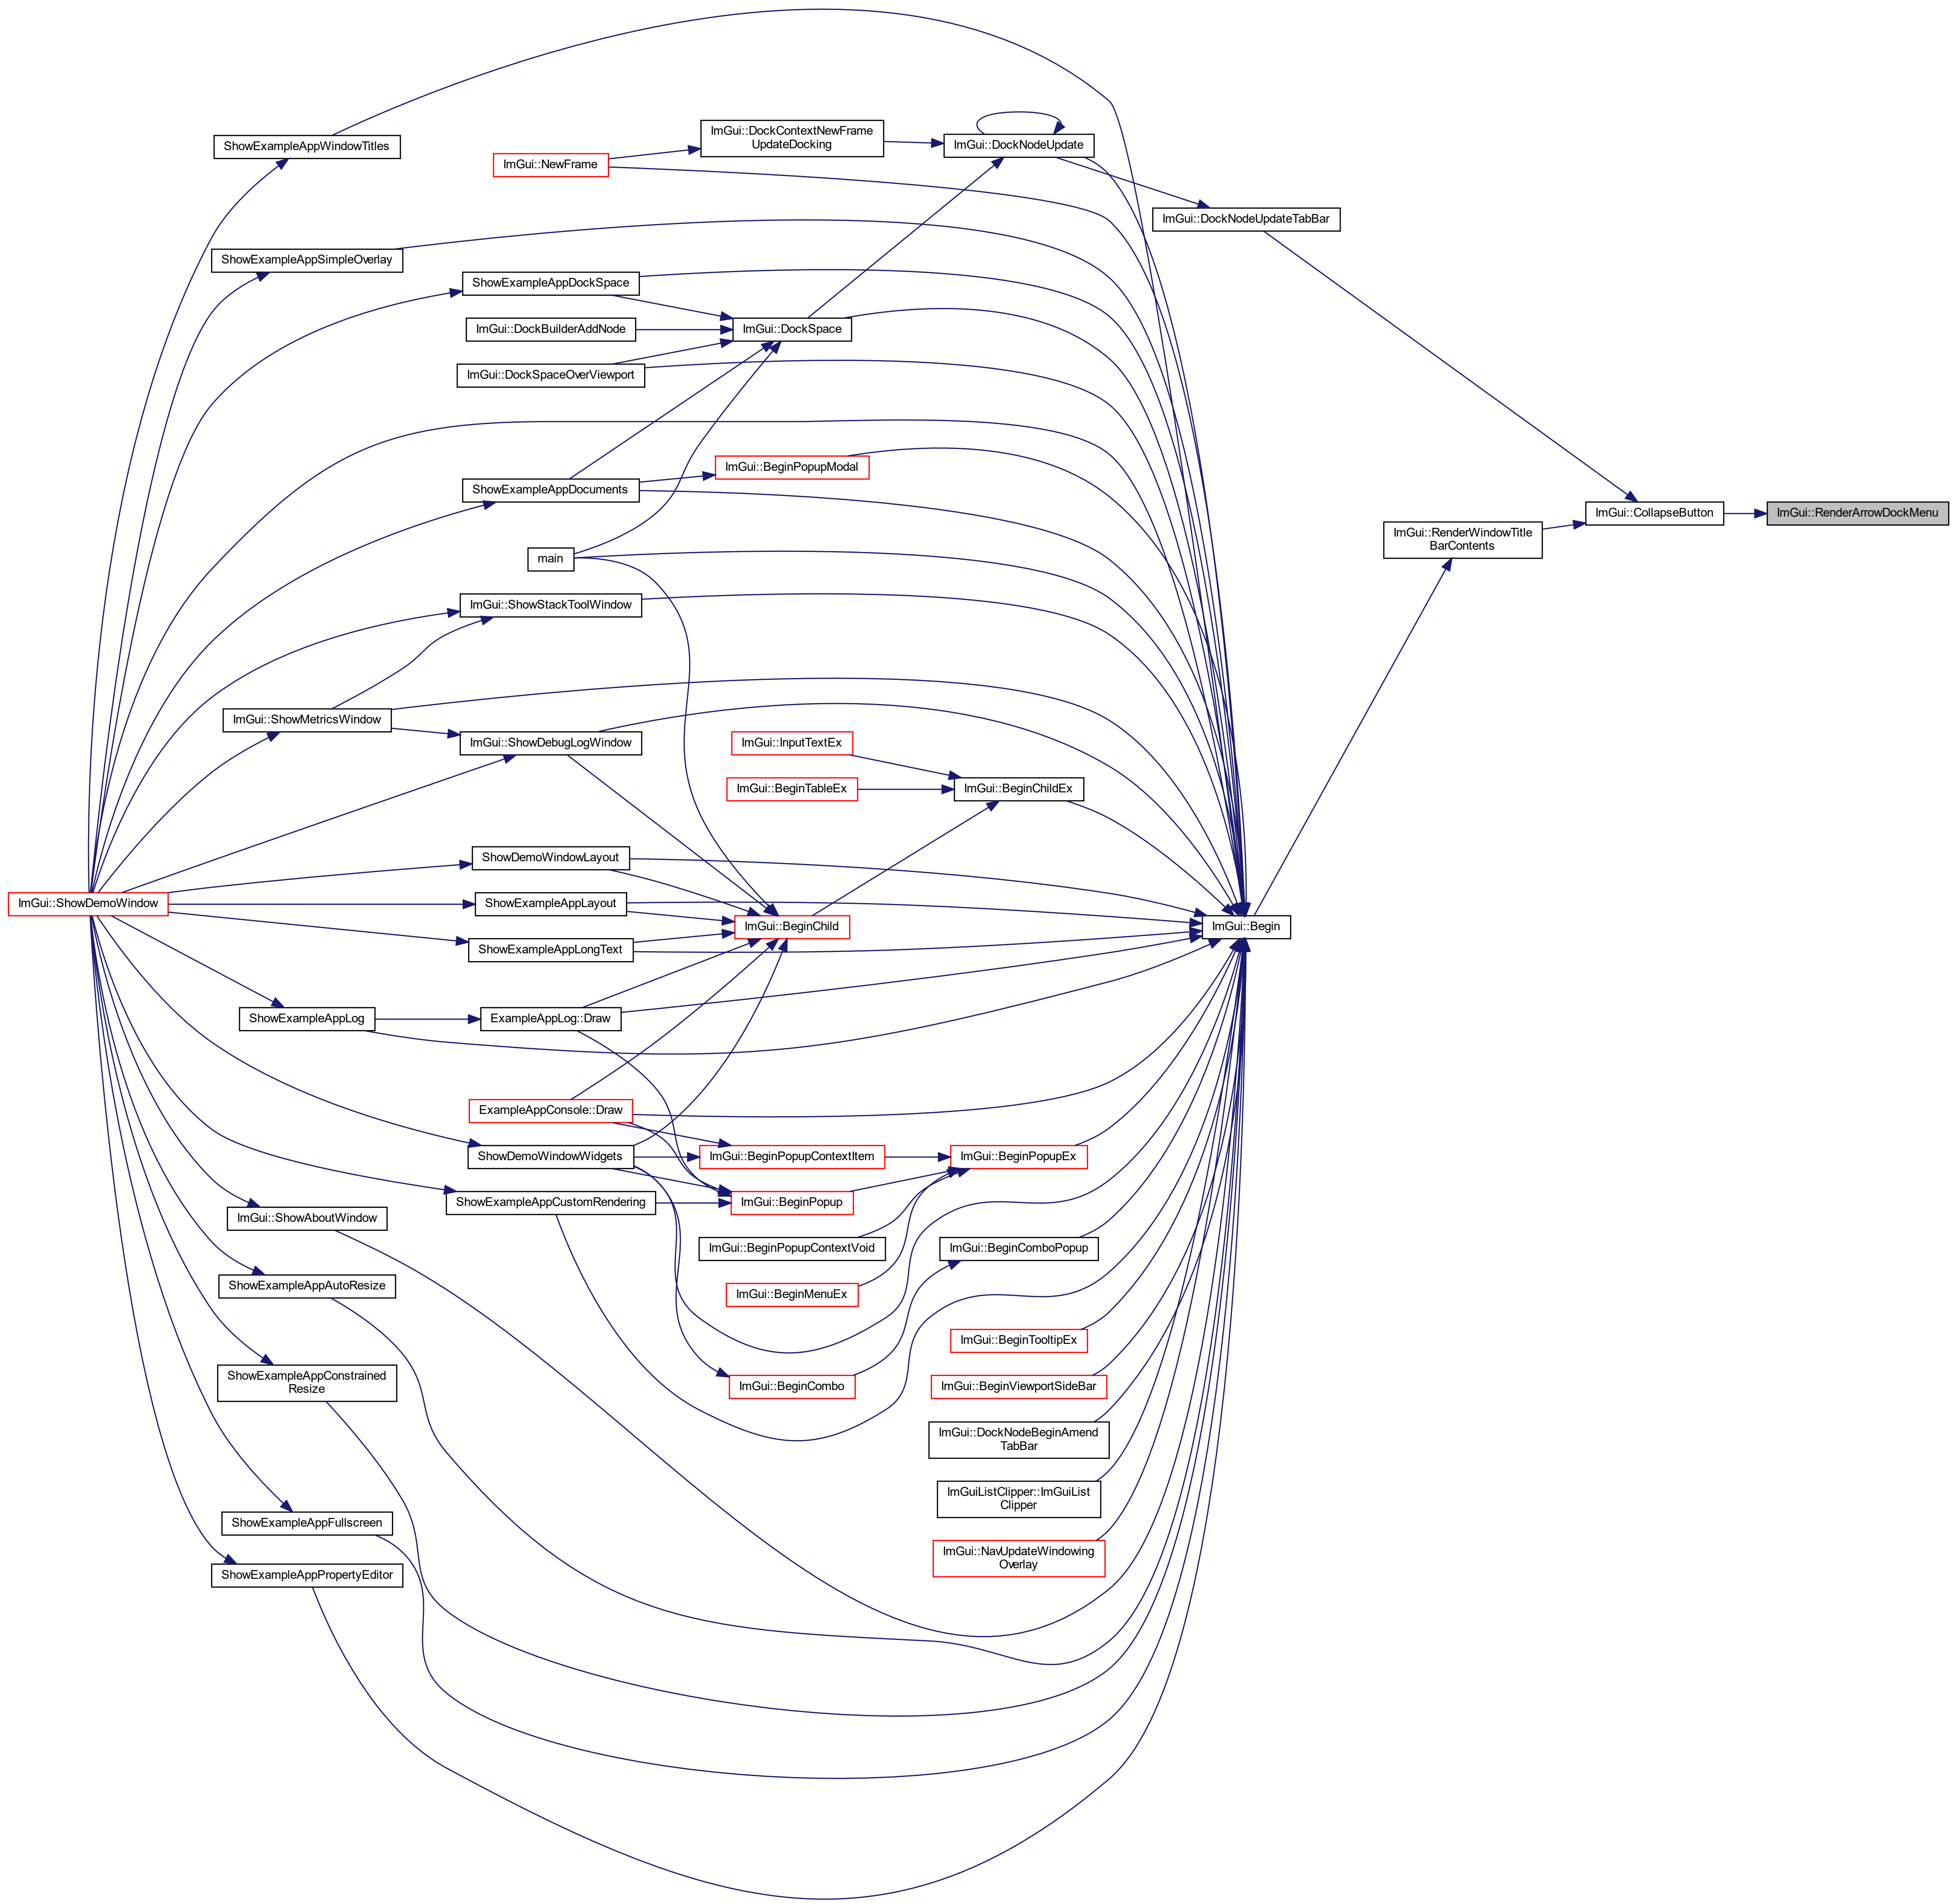 ShowExampleAppWindowTitles
ImGui::NewFrame
ImGui::DockContextNewFrame
UpdateDocking
ImGui::DockNodeUpdate
ImGui::DockNodeUpdateTabBar
ShowExampleAppSimpleOverlay
ShowExampleAppDockSpace
ImGui::DockBuilderAddNode
ImGui::DockSpace
ImGui::DockSpaceOverViewport
ImGui::BeginPopupModal
ShowExampleAppDocuments
ImGui::RenderWindowTitle
BarContents
ImGui::CollapseButton
ImGui::RenderArrowDockMenu
main
ImGui::ShowStackToolWindow
ImGui::ShowMetricsWindow
ImGui::ShowDebugLogWindow
ImGui::InputTextEx
ImGui::BeginTableEx
ImGui::BeginChildEx
ShowDemoWindowLayout
ImGui::ShowDemoWindow
ShowExampleAppLayout
ImGui::BeginChild
ImGui::Begin
ShowExampleAppLongText
ShowExampleAppLog
ExampleAppLog::Draw
ExampleAppConsole::Draw
ShowDemoWindowWidgets
ImGui::BeginPopupContextItem
ImGui::BeginPopupEx
ShowExampleAppCustomRendering
ImGui::BeginPopup
ImGui::ShowAboutWindow
ImGui::BeginPopupContextVoid
ImGui::BeginComboPopup
ShowExampleAppAutoResize
ImGui::BeginMenuEx
ImGui::BeginTooltipEx
ShowExampleAppConstrained
Resize
ImGui::BeginCombo
ImGui::BeginViewportSideBar
ImGui::DockNodeBeginAmend
TabBar
ImGuiListClipper::ImGuiList
Clipper
ShowExampleAppFullscreen
ImGui::NavUpdateWindowing
Overlay
ShowExampleAppPropertyEditor